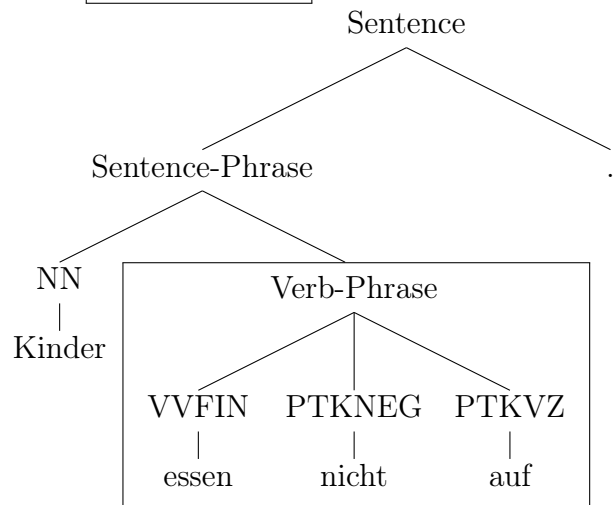 Sentence
Sentence-Phrase .
NN Verb-Phrase
Kinder
VVFIN PTKNEG PTKVZ
essen nicht auf